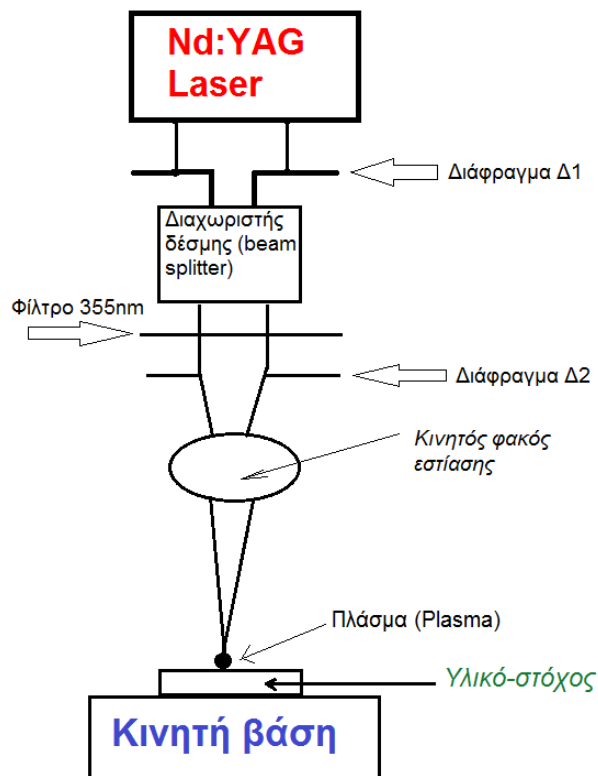 Nd:YAG
Laser
Διάφραγμα Δ1
Διαχωριστής
δέσμης (beam
splitter)
Φίλτρο 355nm
Διάφραγμα Δ2
Κινητός φακός
εστίασης
Πλάσμα (Plasma)
Υλικό-στόχος
Κινητή βάση